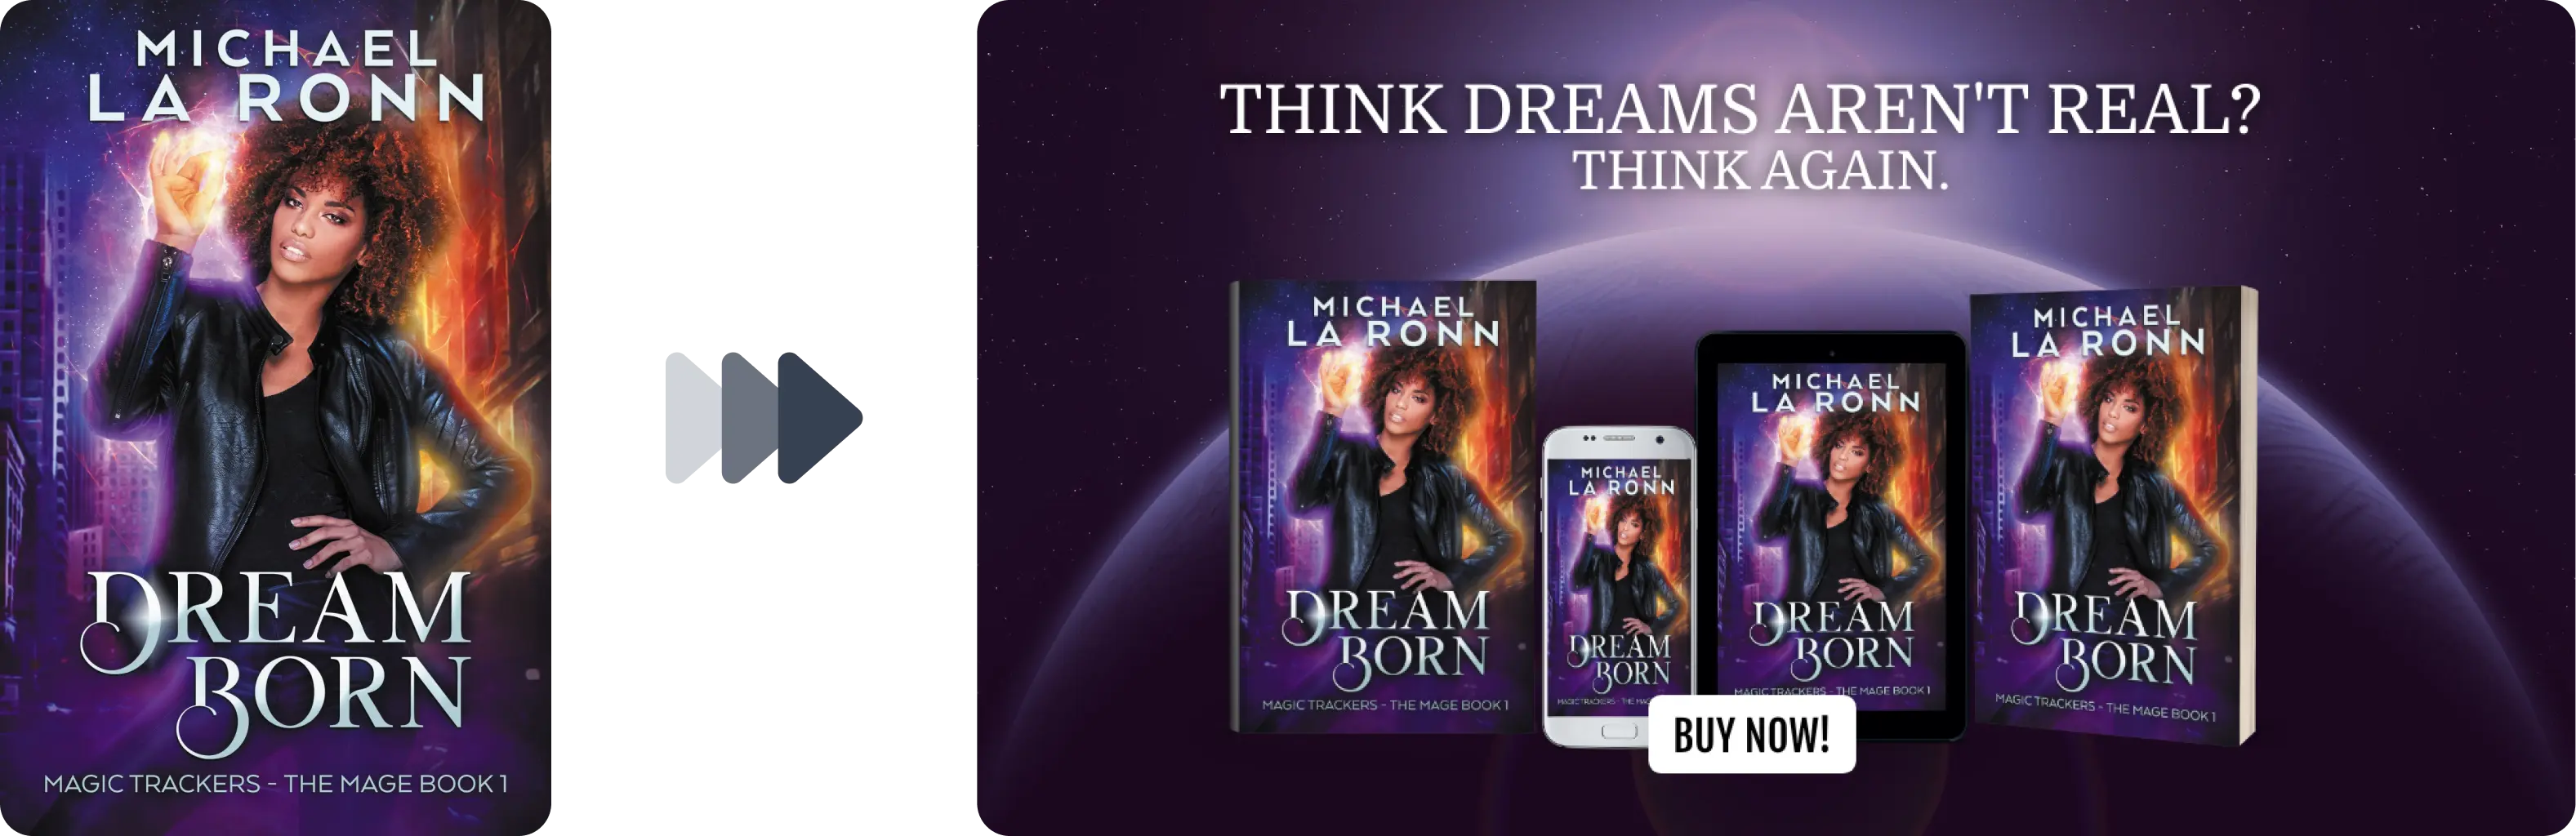 MICHAEL
LA RONN
DREAM
BORN
MAGIC TRACKERS - THE MAGE BOOK 1
THINK DREAMS AREN'T REAL?
THINK AGAIN.
MICHAEL
LA RONN
DREAM
BORN
MAGIC TRACKERS - THE MAGE BOOK 1
MICHAEL
LA RONN
DREAM
BORN
MAGIC TRACKERS - THE
MICHAEL
LA RONN
DREAM
BORN
MAGIC TRACKERS - THE MAGE BOOK 1
MICHAEL
LA RONN
DREAM
BORN
MAGIC TRACKERS - THE MAGE BOOK 1
BUY NOW!